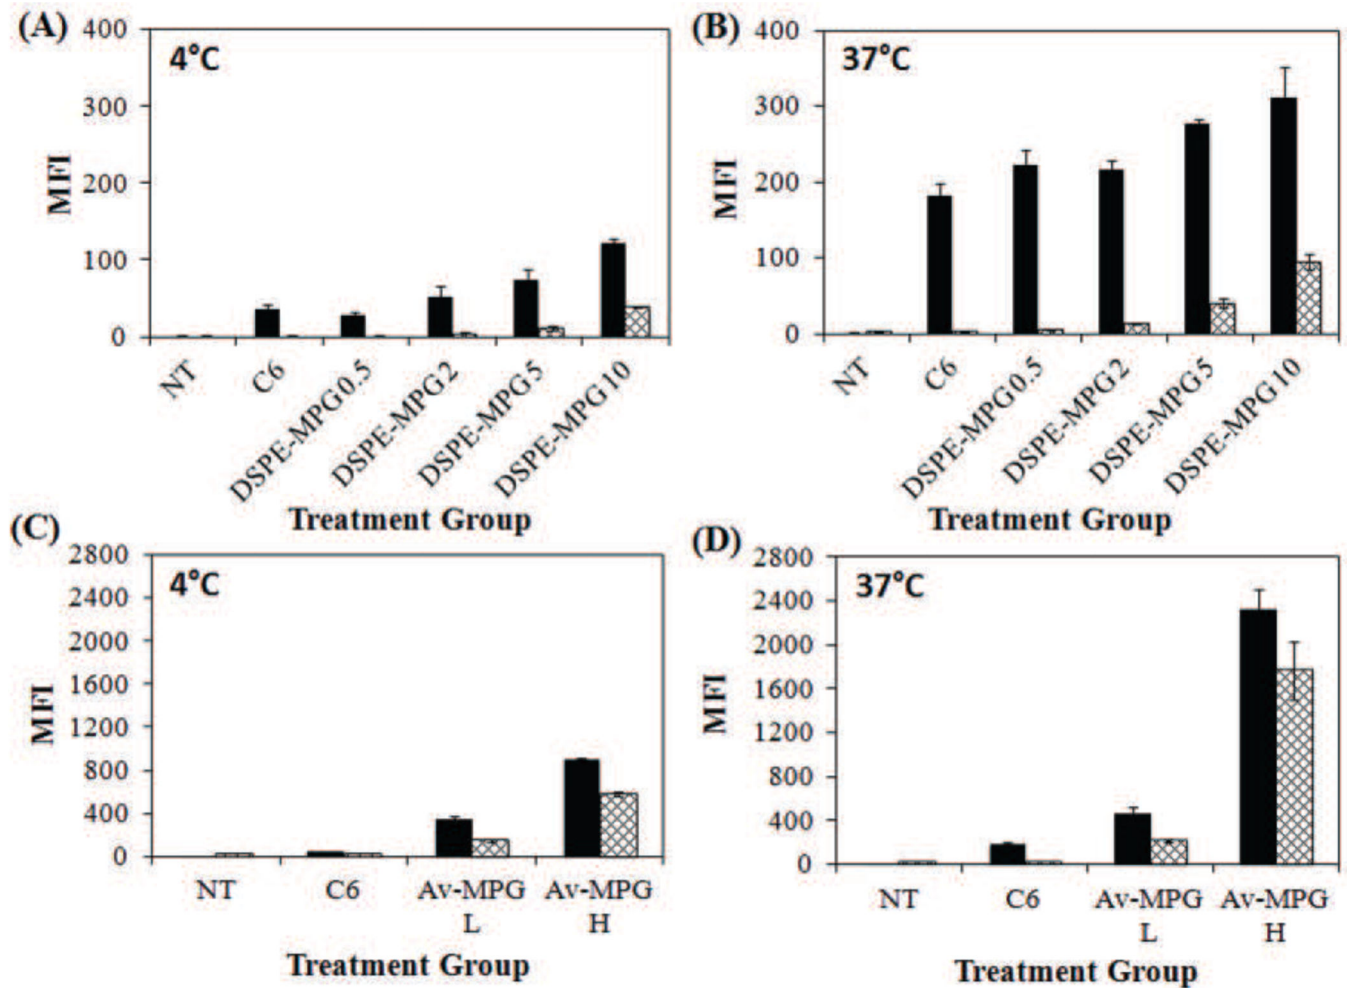 (A)
400
300
200
100
0
MFI
4°C
NT
C6
DSPE-MPG0.5
DSPE-MPG2
DSPE-MPG5
DSPE-MPG10
Treatment Group
(B)
400
300
200
100
0
MFI
37°C
NT
C6
DSPE-MPG0.5
DSPE-MPG2
DSPE-MPG5
DSPE-MPG10
Treatment Group
(C)
2800
2400
2000
1600
1200
800
400
0
MFI
4°C
NT
C6
Av-MPG
L
Av-MPG
H
Treatment Group
(D)
2800
2400
2000
1600
1200
800
400
0
MFI
37°C
NT
C6
Av-MPG
L
Av-MPG
H
Treatment Group